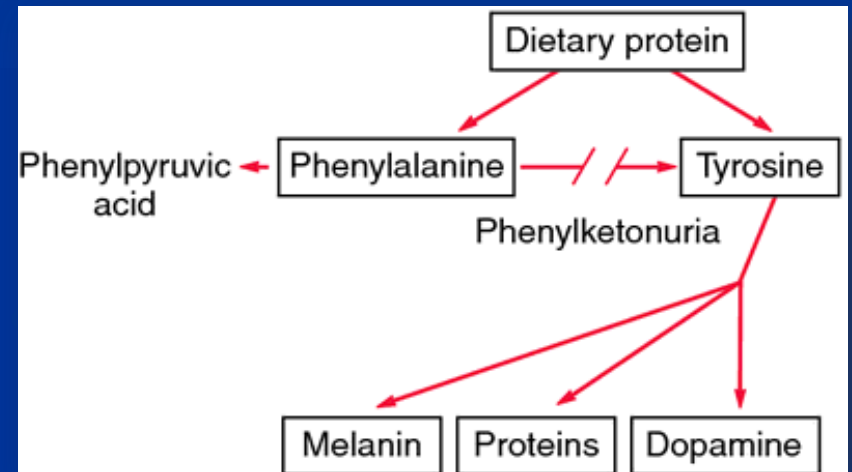 Dietary protein
Phenylpyruvic
acid
Phenylalanine
Tyrosine
Phenylketonuria
Melanin
Proteins
Dopamine